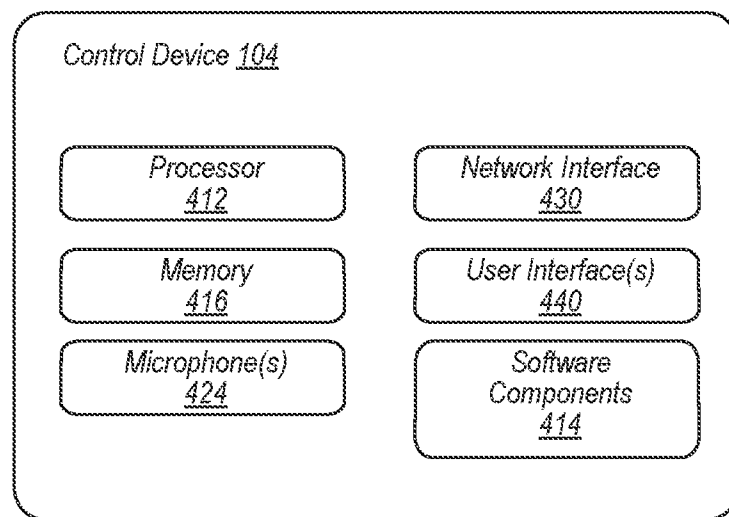 Control Device 104
Processor
412
Network Interface
430
Memory
416
User Interface(s)
440
Microphone(s)
424
Software
Components
414